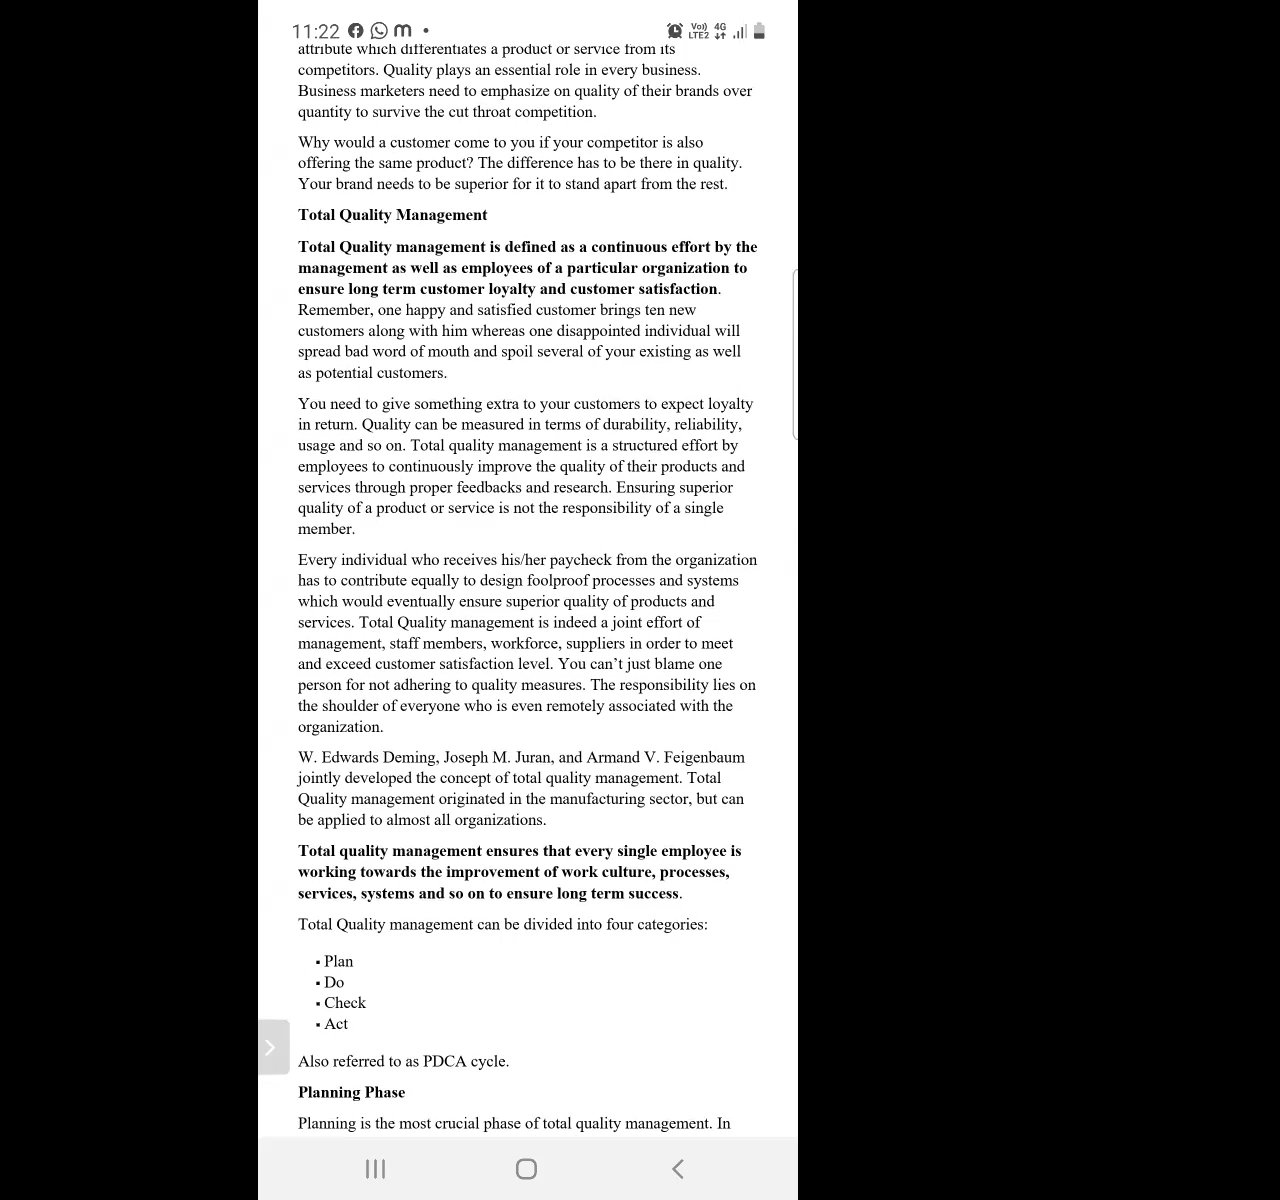 11:22
Vo)) 4G
LTE2
attribute which differentiates a product or service from its
competitors. Quality plays an essential role in every business.
Business marketers need to emphasize on quality of their brands over
quantity to survive the cut throat competition.
Why would a customer come to you if your competitor is also
offering the same product? The difference has to be there in quality.
Your brand needs to be superior for it to stand apart from the rest.
Total Quality Management
Total Quality management is defined as a continuous effort by the
management as well as employees of a particular organization to
ensure long term customer loyalty and customer satisfaction.
Remember, one happy and satisfied customer brings ten new
customers along with him whereas one disappointed individual will
spread bad word of mouth and spoil several of your existing as well
as potential customers.
You need to give something extra to your customers to expect loyalty
in return. Quality can be measured in terms of durability, reliability,
usage and so on. Total quality management is a structured effort by
employees to continuously improve the quality of their products and
services through proper feedbacks and research. Ensuring superior
quality of a product or service is not the responsibility of a single
member.
Every individual who receives his/her paycheck from the organization
has to contribute equally to design foolproof processes and systems
which would eventually ensure superior quality of products and
services. Total Quality management is indeed a joint effort of
management, staff members, workforce, suppliers in order to meet
and exceed customer satisfaction level. You can’t just blame one
person for not adhering to quality measures. The responsibility lies on
the shoulder of everyone who is even remotely associated with the
organization.
W. Edwards Deming, Joseph M. Juran, and Armand V. Feigenbaum
jointly developed the concept of total quality management. Total
Quality management originated in the manufacturing sector, but can
be applied to almost all organizations.
Total quality management ensures that every single employee is
working towards the improvement of work culture, processes,
services, systems and so on to ensure long term success.
Total Quality management can be divided into four categories:
▪ Plan
▪ Do
▪ Check
▪ Act
Also referred to as PDCA cycle.
Planning Phase
Planning is the most crucial phase of total quality management. In